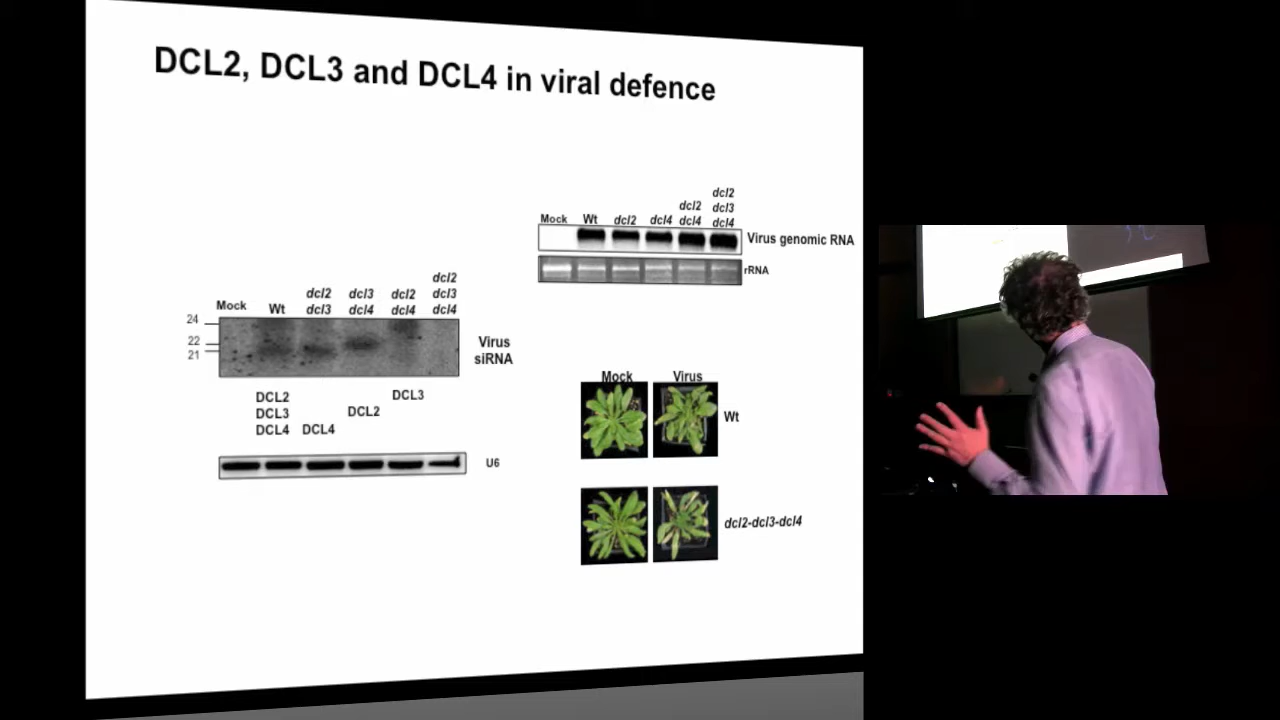 DCL2, DCL3 and DCL4 in viral defence
dcl2
dcl2 dcl3
Mock Wt dcl2 dcl4 dcl4 dcl4
Virus genomic RNA
rRNA
dcl2
dcl2 dcl3 dcl2 dcl3
Mock Wt dcl3 dcl4 dcl4 dcl4
24
22
21
Virus
siRNA
DCL2 DCL3
DCL3 DCL2
DCL4 DCL4
U6
Mock Virus
Wt
dcl2-dcl3-dcl4